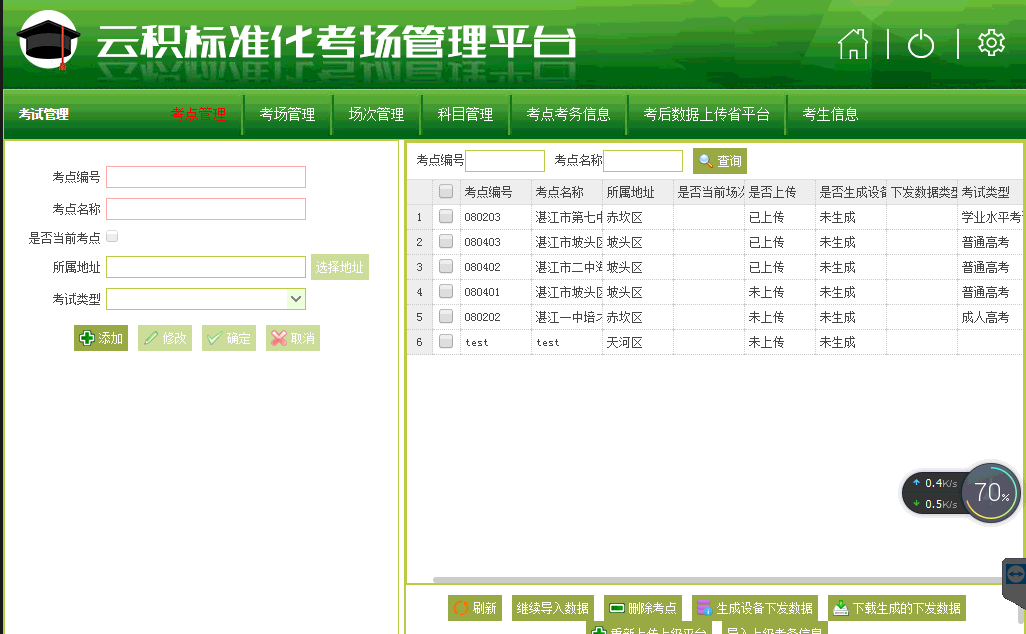 云积标准化考场管理平台
考试管理 考点管理 考场管理 场次管理 科目管理 考点考务信息 考后数据上传省平台 考生信息
考点编号
考点名称
是否当前考点
所属地址 选择地址
考试类型
添加 修改 确定 取消
考点编号 考点名称 查询
考点编号 考点名称 所属地址 是否当前场次 是否上传 是否生成设备 下发数据类型 考试类型
1 080203 湛江市第七中 赤坎区 已上传 未生成 学业水平考试
2 080403 湛江市坡头区 坡头区 已上传 未生成 普通高考
3 080402 湛江市二中海 坡头区 已上传 未生成 普通高考
4 080401 湛江市坡头区 坡头区 未上传 未生成 普通高考
5 080202 湛江一中培才 赤坎区 未上传 未生成 成人高考
6 test test 天河区 未上传 未生成
0.4K/s
0.5K/s
70%
刷新 继续导入数据 删除考点 生成设备下发数据 下载生成的下发数据
重新上传上级平台 导入上级考务信息